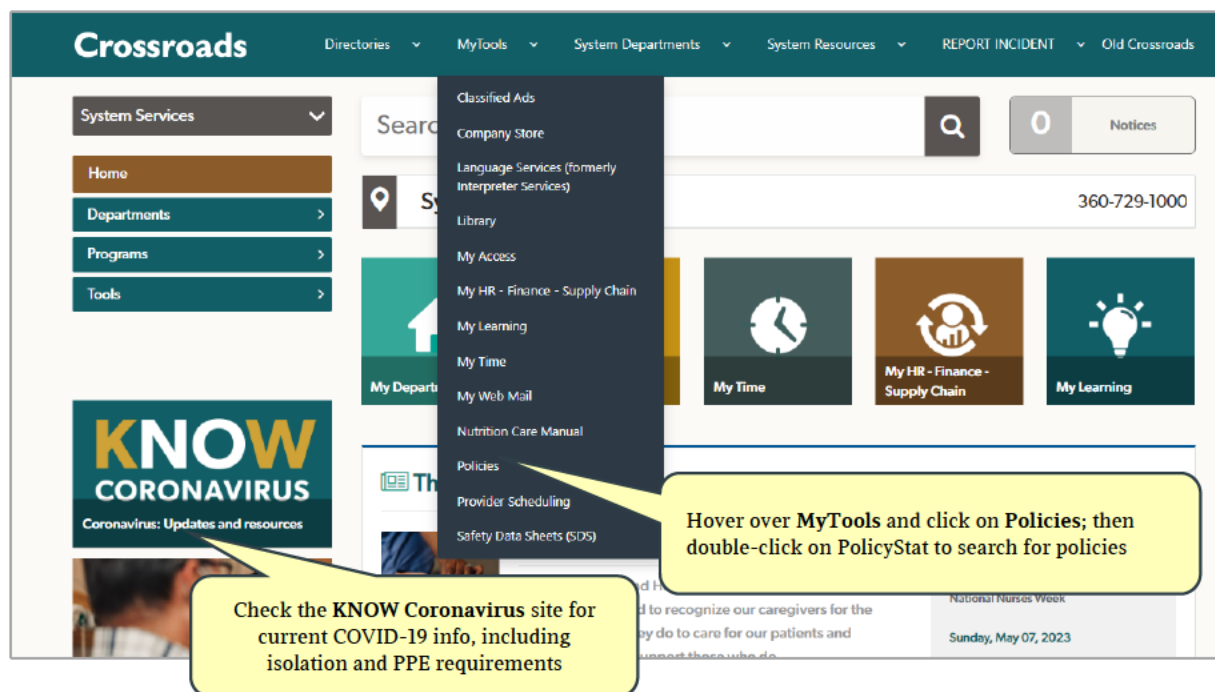 Crossroads
Directories MyTools System Departments System Resources REPORT INCIDENT Old Crossroads
System Services
Home
Departments
Programs
Tools
Classified Ads
Company Store
Language Services (formerly
Interpreter Services)
Library
My Access
My HR - Finance - Supply Chain
My Learning
My Time
My Web Mail
Nutrition Care Manual
Policies
Provider Scheduling
Safety Data Sheets (SDS)
0 Notices
360-729-1000
My Time
My HR - Finance -
Supply Chain
My Learning
KNOW
CORONAVIRUS
Coronavirus: Updates and resources
Hover over MyTools and click on Policies; then
double-click on PolicyStat to search for policies
Check the KNOW Coronavirus site for
current COVID-19 info, including
isolation and PPE requirements
to recognize our caregivers for the
do to care for our patients and
support those who do
National Nurses Week
Sunday, May 07, 2023